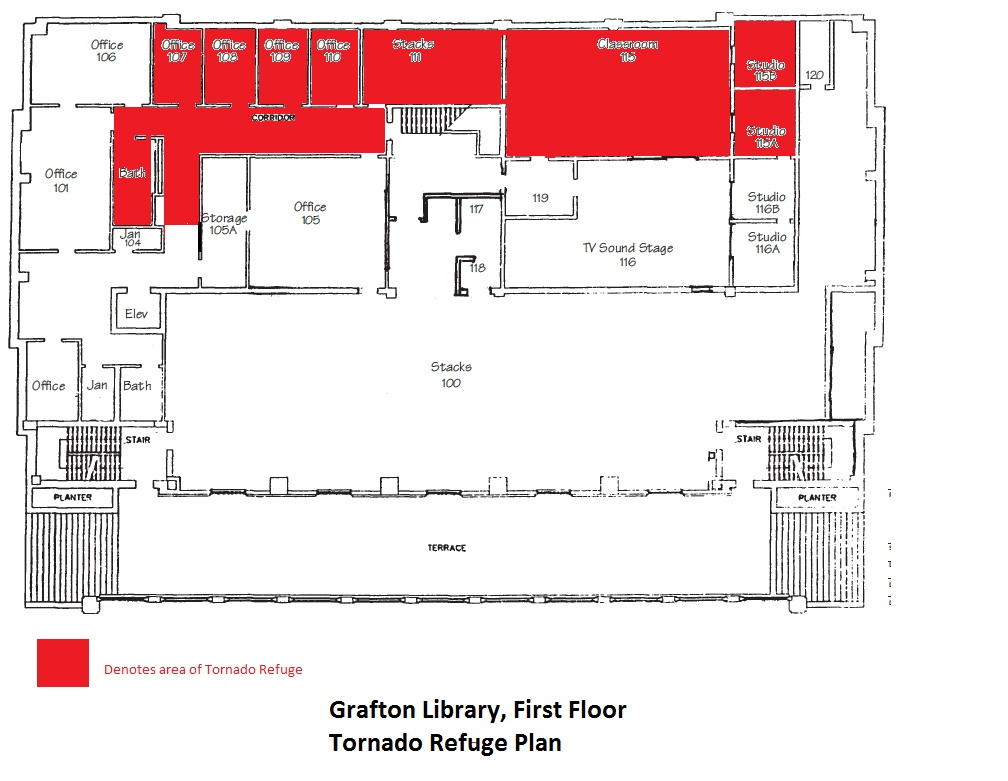 Office
106
Office
107
Office
108
Office
109
Office
110
Stacks
111
Classroom
113
Studio
115B
120
CORRIDOR
Studio
115A
Office
101
Bath
Storage
105A
Office
105
119
117
Studio
116B
Jan
104
118
TV Sound Stage
116
Studio
116A
Elev
Stacks
100
Office
Jan
Bath
STAIR
STAIR
PLANTER
PLANTER
TERRACE
Denotes area of Tornado Refuge
Grafton Library, First Floor
Tornado Refuge Plan